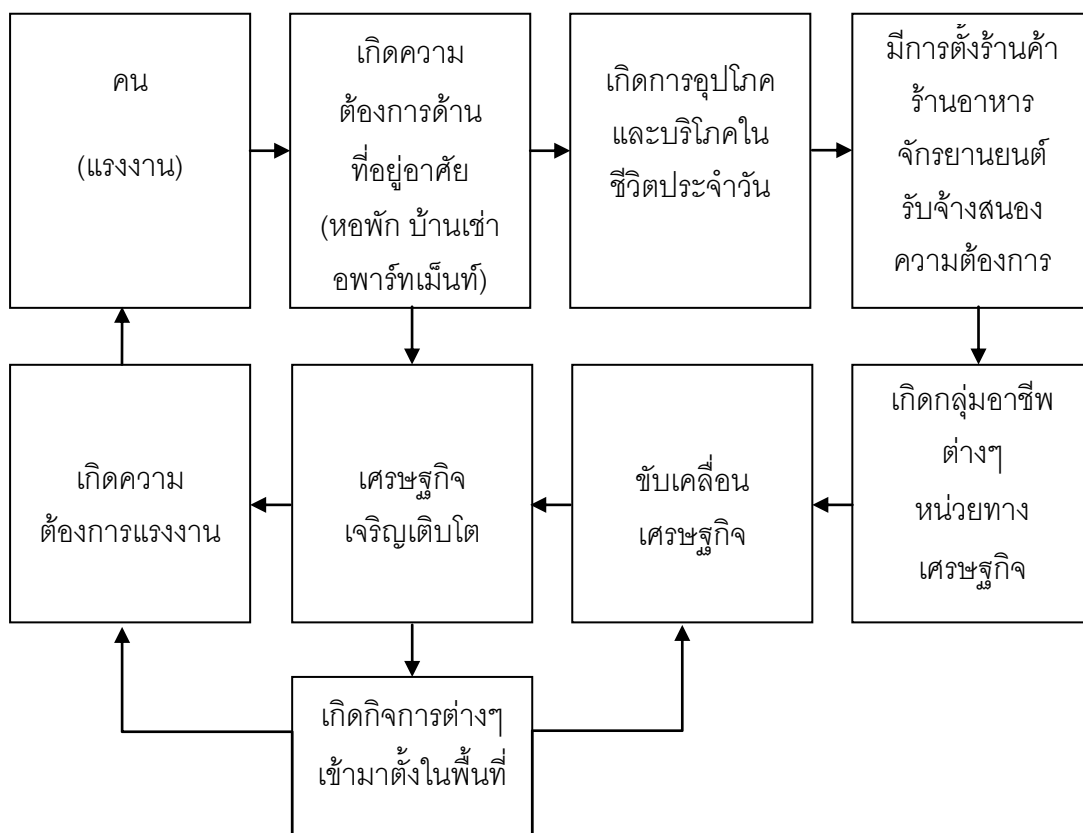 คน
(แรงงาน)
เกิดความ
ต้องการด้าน
ที่อยู่อาศัย
(หอพัก บ้านเช่า
อพาร์ทเม็นท์)
เกิดการอุปโภค
และบริโภคใน
ชีวิตประจำวัน
มีการตั้งร้านค้า
ร้านอาหาร
จักรยานยนต์
รับจ้างสนอง
ความต้องการ
เกิดความ
ต้องการแรงงาน
เศรษฐกิจ
เจริญเติบโต
ขับเคลื่อน
เศรษฐกิจ
เกิดกลุ่มอาชีพ
ต่างๆ
หน่วยทาง
เศรษฐกิจ
เกิดกิจการต่างๆ
เข้ามาตั้งในพื้นที่